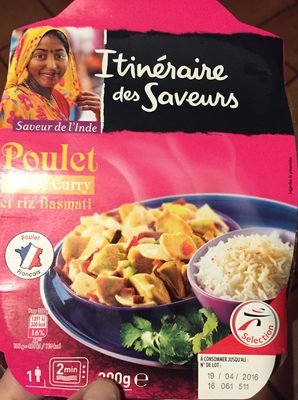 Itinéraire
des Saveurs
Saveur de l'Inde
Poulet
Curry
et riz Basmati
Poulet
Français
2min
Sélection
À CONSOMMER JUSQU'AU :
N° DE LOT :
19 / 04 / 2016
16 061 511